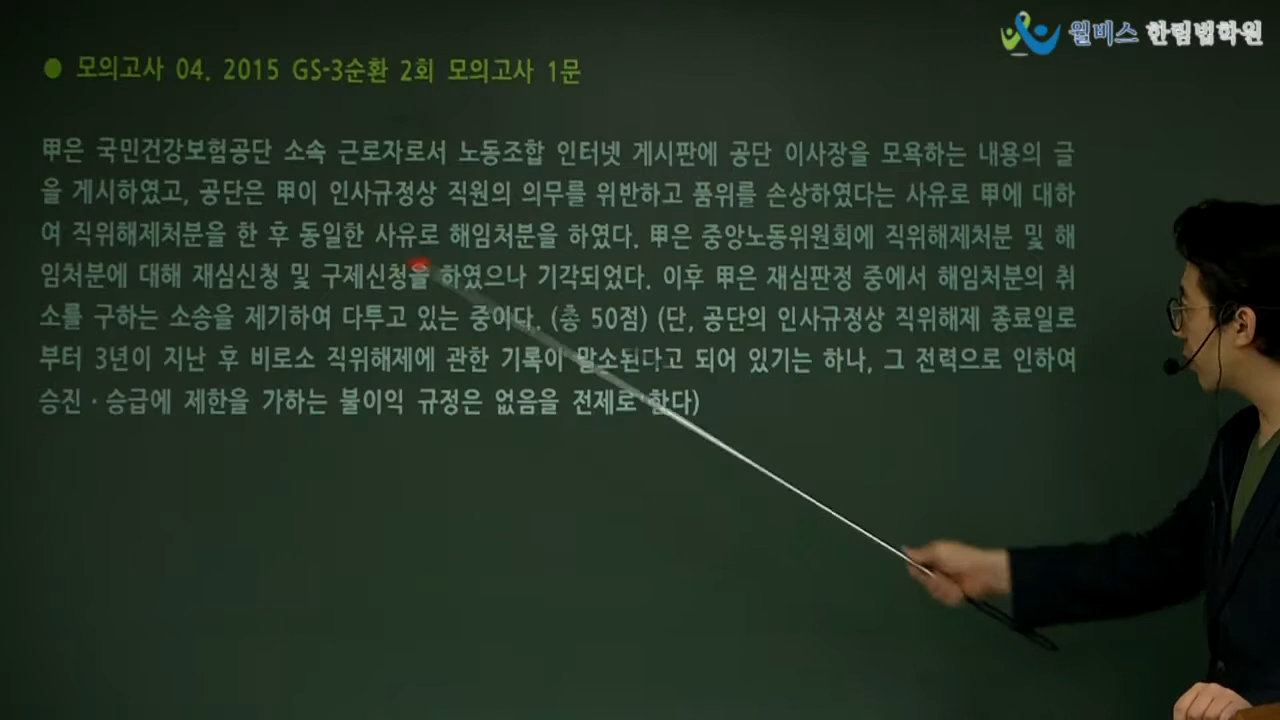 윌비스 한림법학원
● 모의고사 04. 2015 GS-3순환 2회 모의고사 1문
甲은 국민건강보험공단 소속 근로자로서 노동조합 인터넷 게시판에 공단 이사장을 모욕하는 내용의 글
을 게시하였고, 공단은 甲이 인사규정상 직원의 의무를 위반하고 품위를 손상하였다는 사유로 甲에 대하
여 직위해제처분을 한 후 동일한 사유로 해임처분을 하였다. 甲은 중앙노동위원회에 직위해제처분 및 해
임처분에 대해 재심신청 및 구제신청을 하였으나 기각되었다. 이후 甲은 재심판정 중에서 해임처분의 취
소를 구하는 소송을 제기하여 다투고 있는 중이다. (총 50점) (단, 공단의 인사규정상 직위해제 종료일로
부터 3년이 지난 후 비로소 직위해제에 관한 기록이 말소된다고 되어 있기는 하나, 그 전력으로 인하여
승진·승급에 제한을 가하는 불이익 규정은 없음을 전제로 한다)